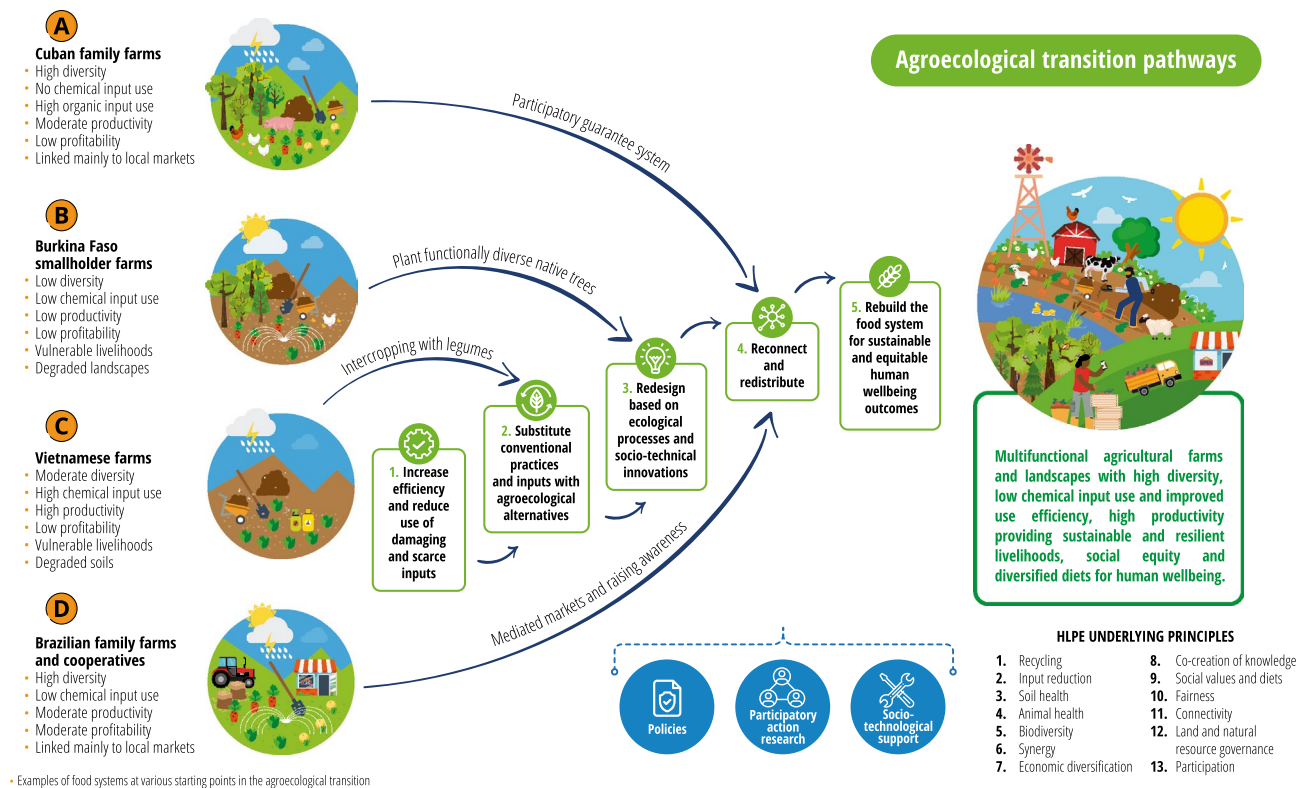 Agroecological transition pathways
A
Cuban family farms
• High diversity
• No chemical input use
• High organic input use
• Moderate productivity
• Low profitability
• Linked mainly to local markets
Participatory guarantee system
B
Burkina Faso
smallholder farms
• Low diversity
• Low chemical input use
• Low productivity
• Low profitability
• Vulnerable livelihoods
• Degraded landscapes
Plant functionally diverse native trees
C
Vietnamese farms
• Moderate diversity
• High chemical input use
• High productivity
• Low profitability
• Vulnerable livelihoods
• Degraded soils
Intercropping with legumes
D
Brazilian family farms
and cooperatives
• High diversity
• Low chemical input use
• Moderate productivity
• Moderate profitability
• Linked mainly to local markets
Mediated markets and raising awareness
• Examples of food systems at various starting points in the agroecological transition
1. Increase
efficiency
and reduce
use of
damaging
and scarce
inputs
2. Substitute
conventional
practices
and inputs with
agroecological
alternatives
3. Redesign
based on
ecological
processes and
socio-technical
innovations
4. Reconnect
and
redistribute
5. Rebuild the
food system
for sustainable
and equitable
human
wellbeing
outcomes
Multifunctional agricultural farms
and landscapes with high diversity,
low chemical input use and improved
use efficiency, high productivity
providing sustainable and resilient
livelihoods, social equity and
diversified diets for human wellbeing.
Policies
Participatory
action
research
Socio-
technological
support
HLPE UNDERLYING PRINCIPLES
1. Recycling
2. Input reduction
3. Soil health
4. Animal health
5. Biodiversity
6. Synergy
7. Economic diversification
8. Co-creation of knowledge
9. Social values and diets
10. Fairness
11. Connectivity
12. Land and natural
resource governance
13. Participation